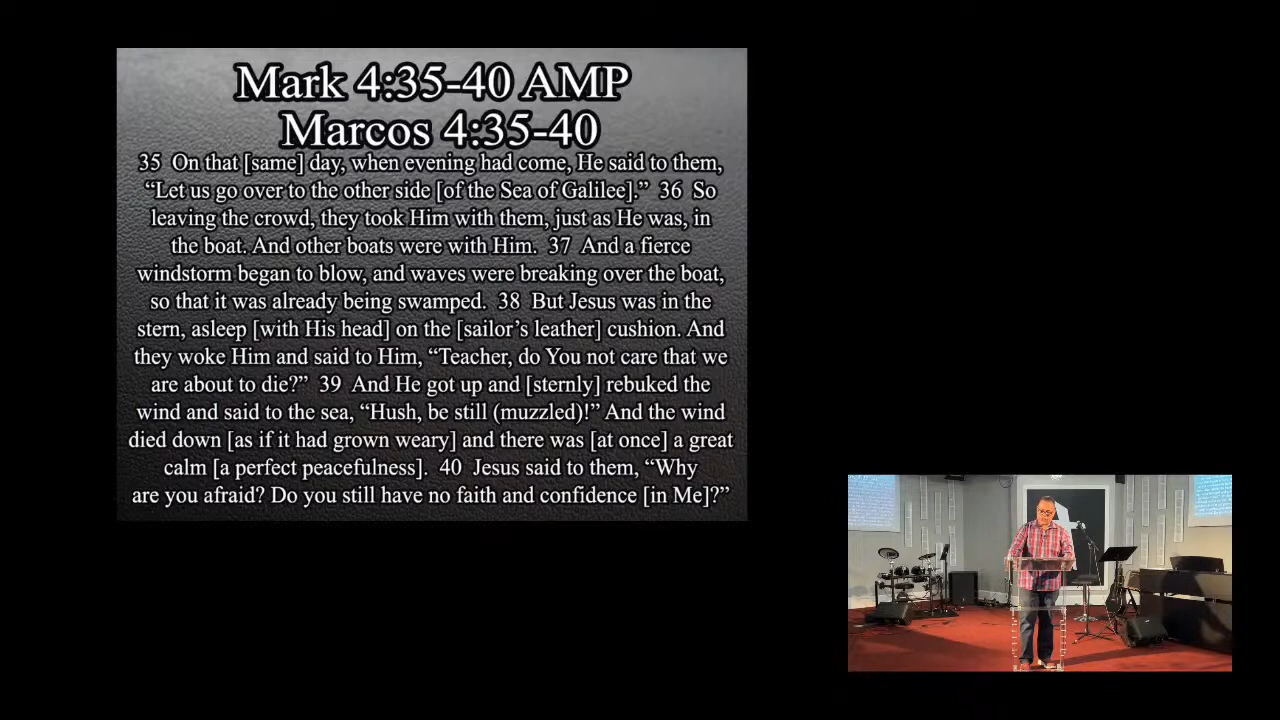 Mark 4:35-40 AMP
Marcos 4:35-40
35 On that [same] day, when evening had come, He said to them,
“Let us go over to the other side [of the Sea of Galilee].” 36 So
leaving the crowd, they took Him with them, just as He was, in
the boat. And other boats were with Him. 37 And a fierce
windstorm began to blow, and waves were breaking over the boat,
so that it was already being swamped. 38 But Jesus was in the
stern, asleep [with His head] on the [sailor’s leather] cushion. And
they woke Him and said to Him, “Teacher, do You not care that we
are about to die?” 39 And He got up and [sternly] rebuked the
wind and said to the sea, “Hush, be still (muzzled)!” And the wind
died down [as if it had grown weary] and there was [at once] a great
calm [a perfect peacefulness]. 40 Jesus said to them, “Why
are you afraid? Do you still have no faith and confidence [in Me]?”